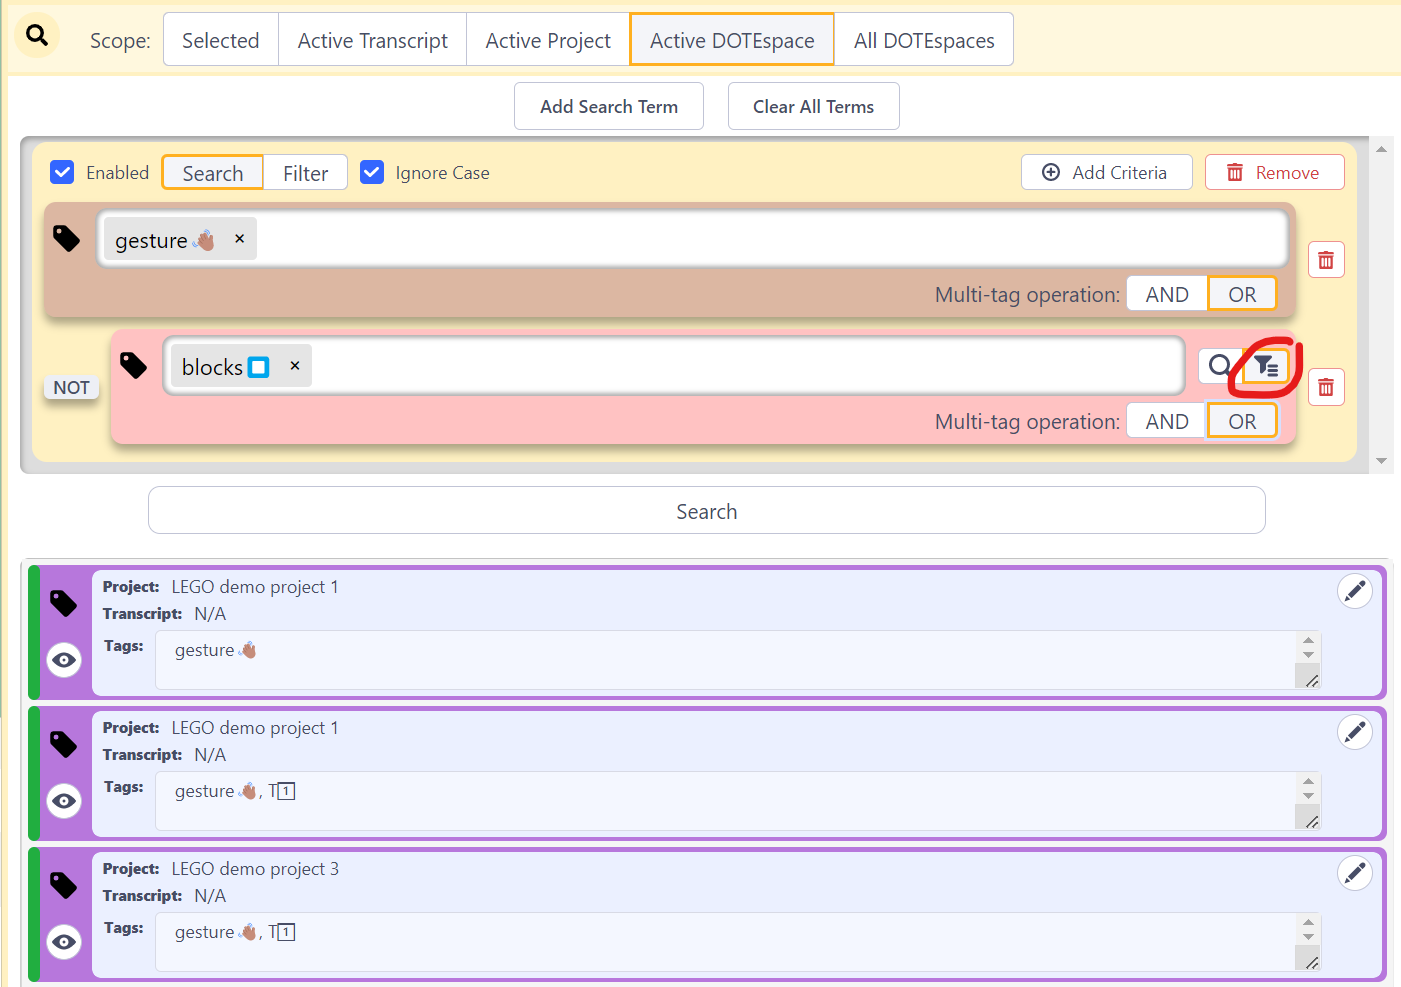 Scope: Selected Active Transcript Active Project Active DOTEspace All DOTEspaces
Add Search Term Clear All Terms
Enabled Search Filter Ignore Case Add Criteria Remove
gesture👋🏽 ×
Multi-tag operation: AND OR
NOT blocks ×
Multi-tag operation: AND OR
Search
Project: LEGO demo project 1
Transcript: N/A
Tags: gesture👋🏽
Project: LEGO demo project 1
Transcript: N/A
Tags: gesture👋🏽, T1
Project: LEGO demo project 3
Transcript: N/A
Tags: gesture👋🏽, T1